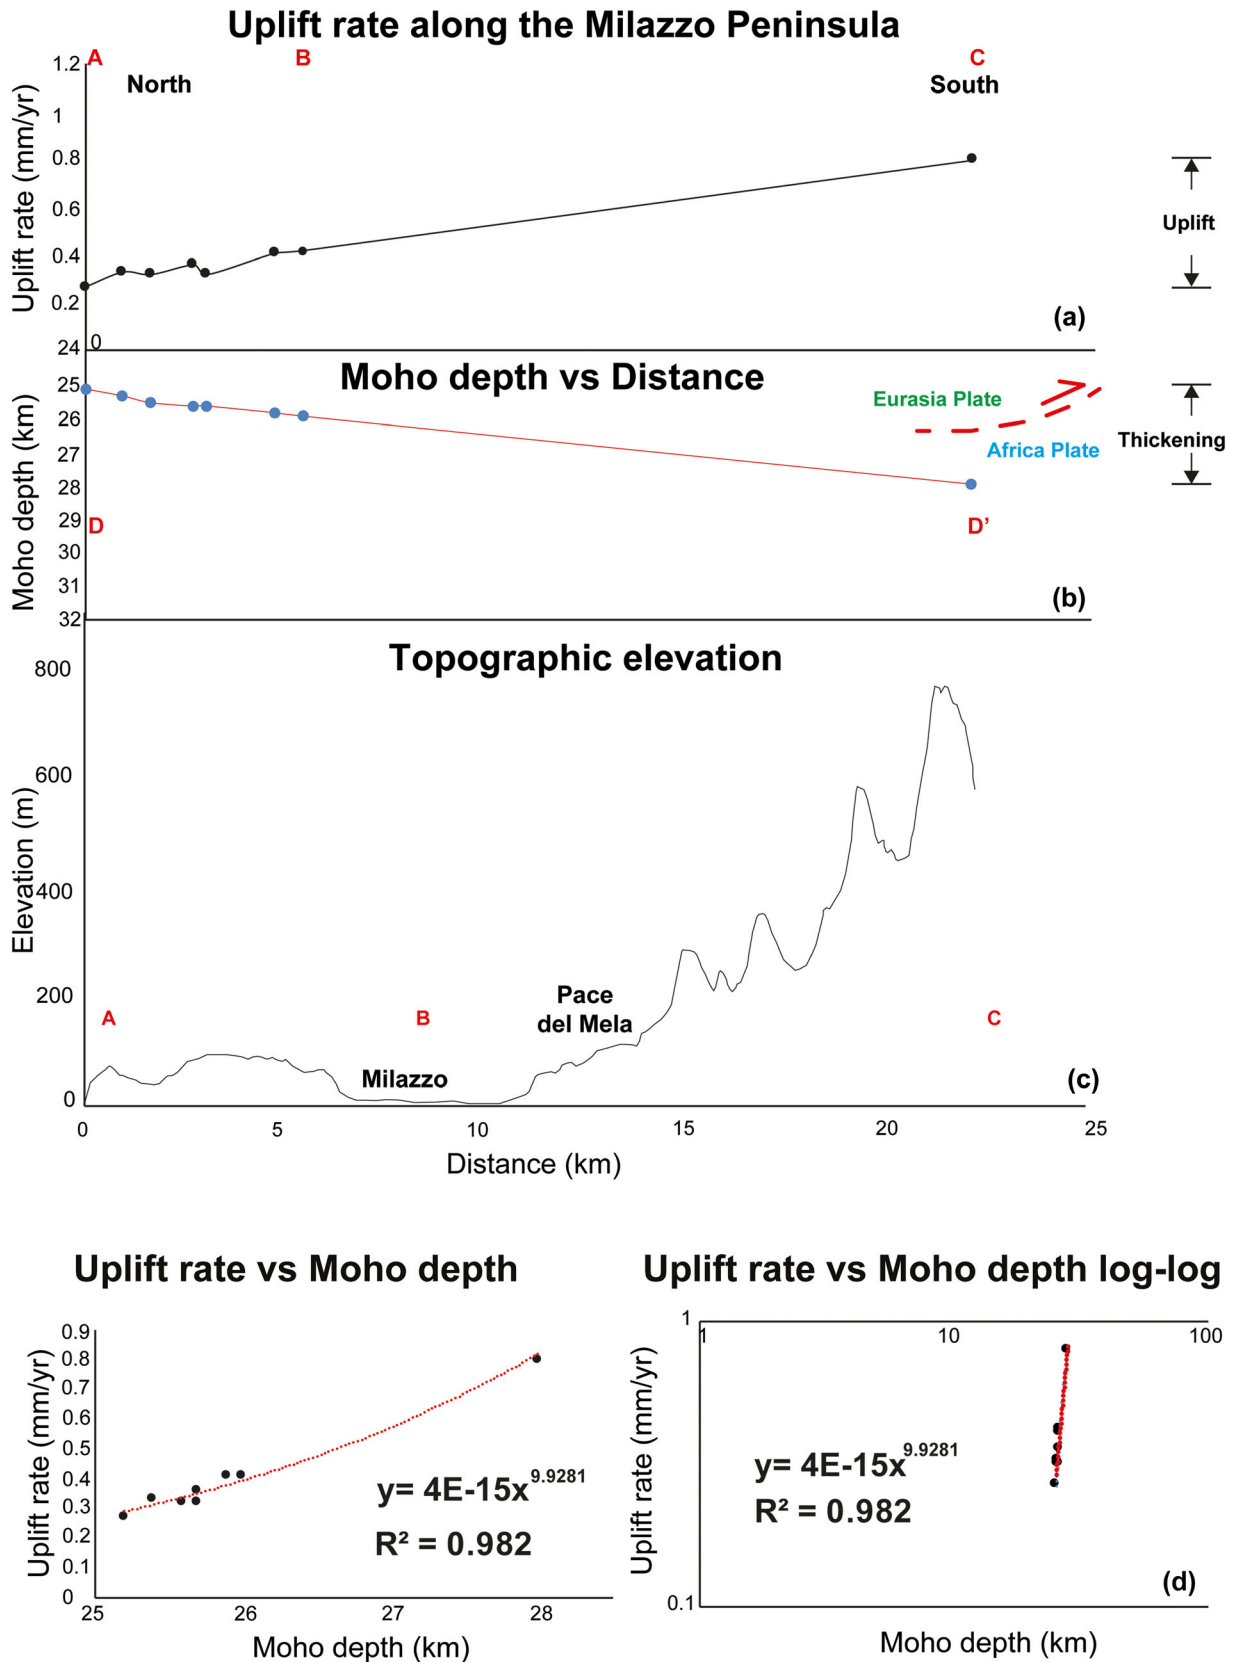 Uplift rate along the Milazzo Peninsula
A
B
C
North
South
Uplift rate (mm/yr)
1.2
1
0.8
0.6
0.4
0.2
0
Uplift
(a)
Moho depth vs Distance
Moho depth (km)
24
25
26
27
28
29
30
31
32
Eurasia Plate
Africa Plate
Thickening
D
D’
(b)
Topographic elevation
Elevation (m)
800
600
400
200
0
A
B
C
Pace
del Mela
Milazzo
(c)
0
5
10
15
20
25
Distance (km)
Uplift rate vs Moho depth
Uplift rate (mm/yr)
0.9
0.8
0.7
0.6
0.5
0.4
0.3
0.2
0.1
0
y= 4E-15x^9.9281
R² = 0.982
25
26
27
28
Moho depth (km)
Uplift rate vs Moho depth log-log
Uplift rate (mm/yr)
1
1
10
100
y= 4E-15x^9.9281
R² = 0.982
(d)
0.1
Moho depth (km)